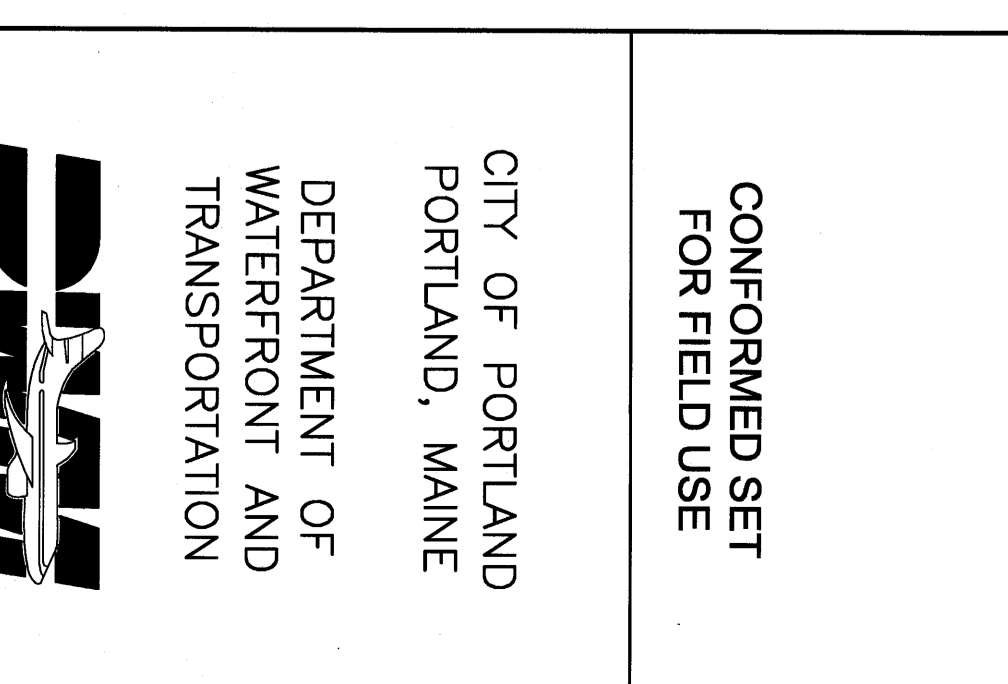 CONFORMED SET
FOR FIELD USE
CITY OF PORTLAND
PORTLAND, MAINE
DEPARTMENT OF
WATERFRONT AND
TRANSPORTATION